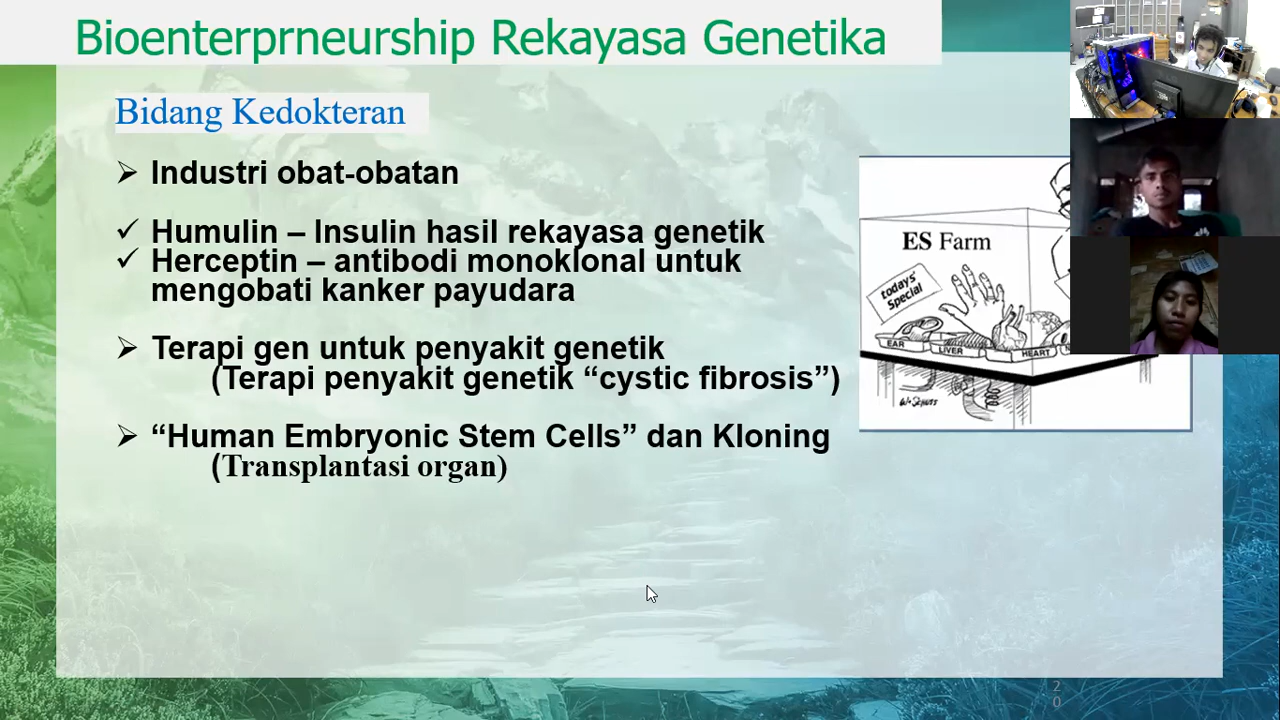 Bioenterprneurship Rekayasa Genetika
Bidang Kedokteran
Industri obat-obatan
Humulin – Insulin hasil rekayasa genetik
Herceptin – antibodi monoklonal untuk
mengobati kanker payudara
Terapi gen untuk penyakit genetik
(Terapi penyakit genetik “cystic fibrosis”)
“Human Embryonic Stem Cells” dan Kloning
(Transplantasi organ)
ES Farm
todays'
Special
EAR
LIVER
HEART
20